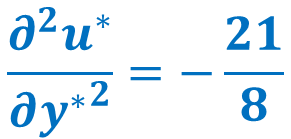 ∂²u* / ∂y*² = − 21/8